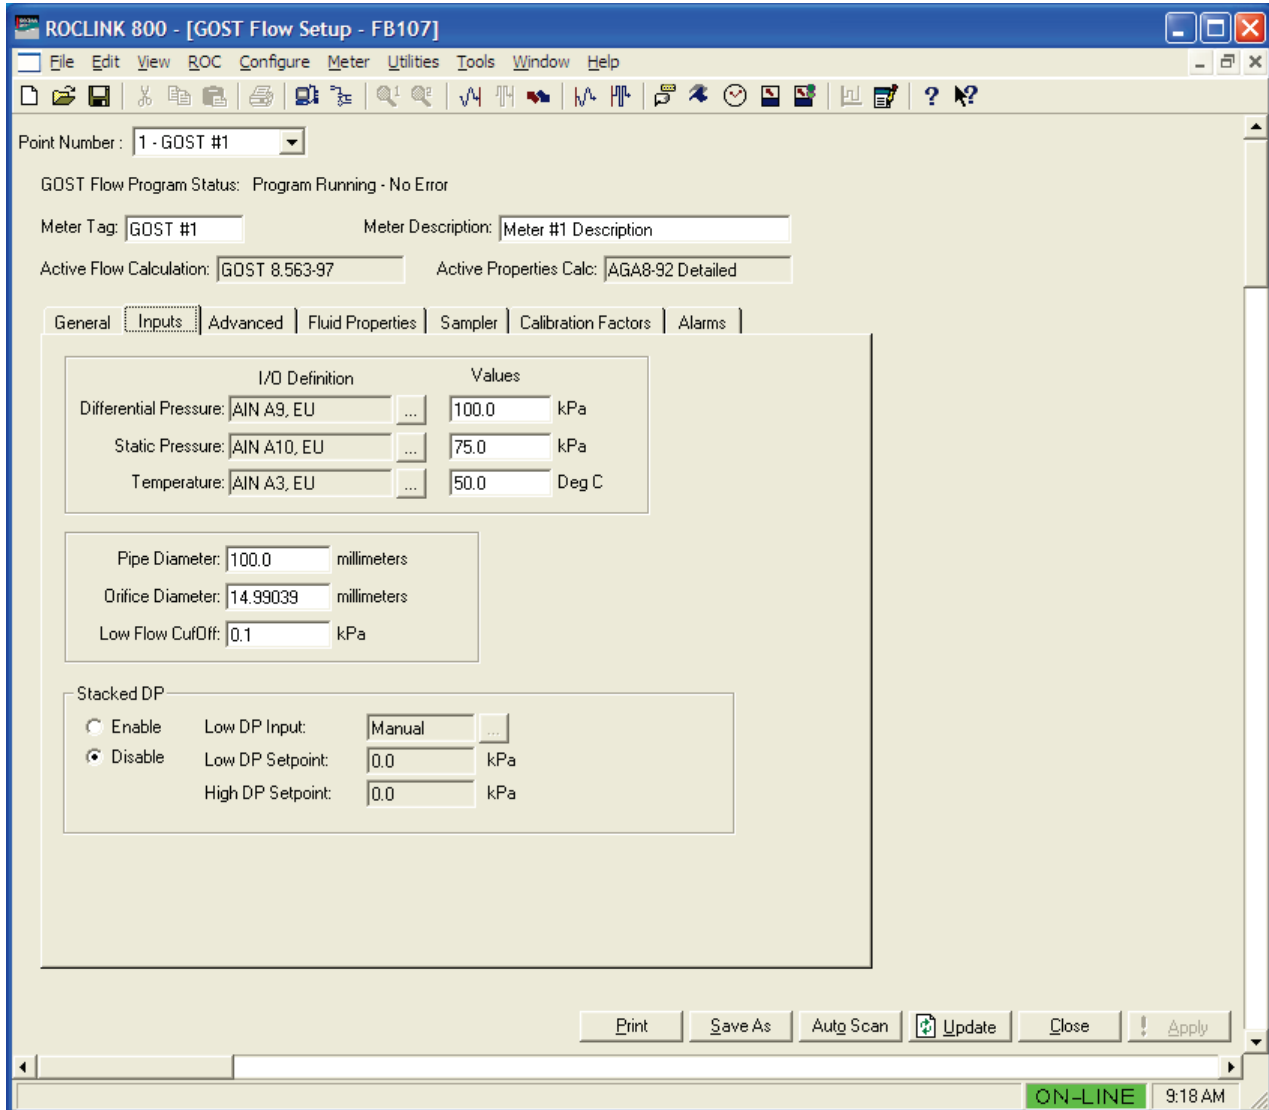 ROCLINK 800 - [GOST Flow Setup - FB107]
File Edit View ROC Configure Meter Utilities Tools Window Help
Point Number : 1 - GOST #1
GOST Flow Program Status: Program Running - No Error
Meter Tag: GOST #1 Meter Description: Meter #1 Description
Active Flow Calculation: GOST 8.563-97 Active Properties Calc: AGA8-92 Detailed
General Inputs Advanced Fluid Properties Sampler Calibration Factors Alarms
I/O Definition Values
Differential Pressure: AIN A9, EU ... 100.0 kPa
Static Pressure: AIN A10, EU ... 75.0 kPa
Temperature: AIN A3, EU ... 50.0 Deg C
Pipe Diameter: 100.0 millimeters
Orifice Diameter: 14.99039 millimeters
Low Flow CufOff: 0.1 kPa
Stacked DP
Enable Low DP Input: Manual ...
Disable Low DP Setpoint: 0.0 kPa
High DP Setpoint: 0.0 kPa
Print Save As Auto Scan Update Close ! Apply
ON-LINE 9:18 AM